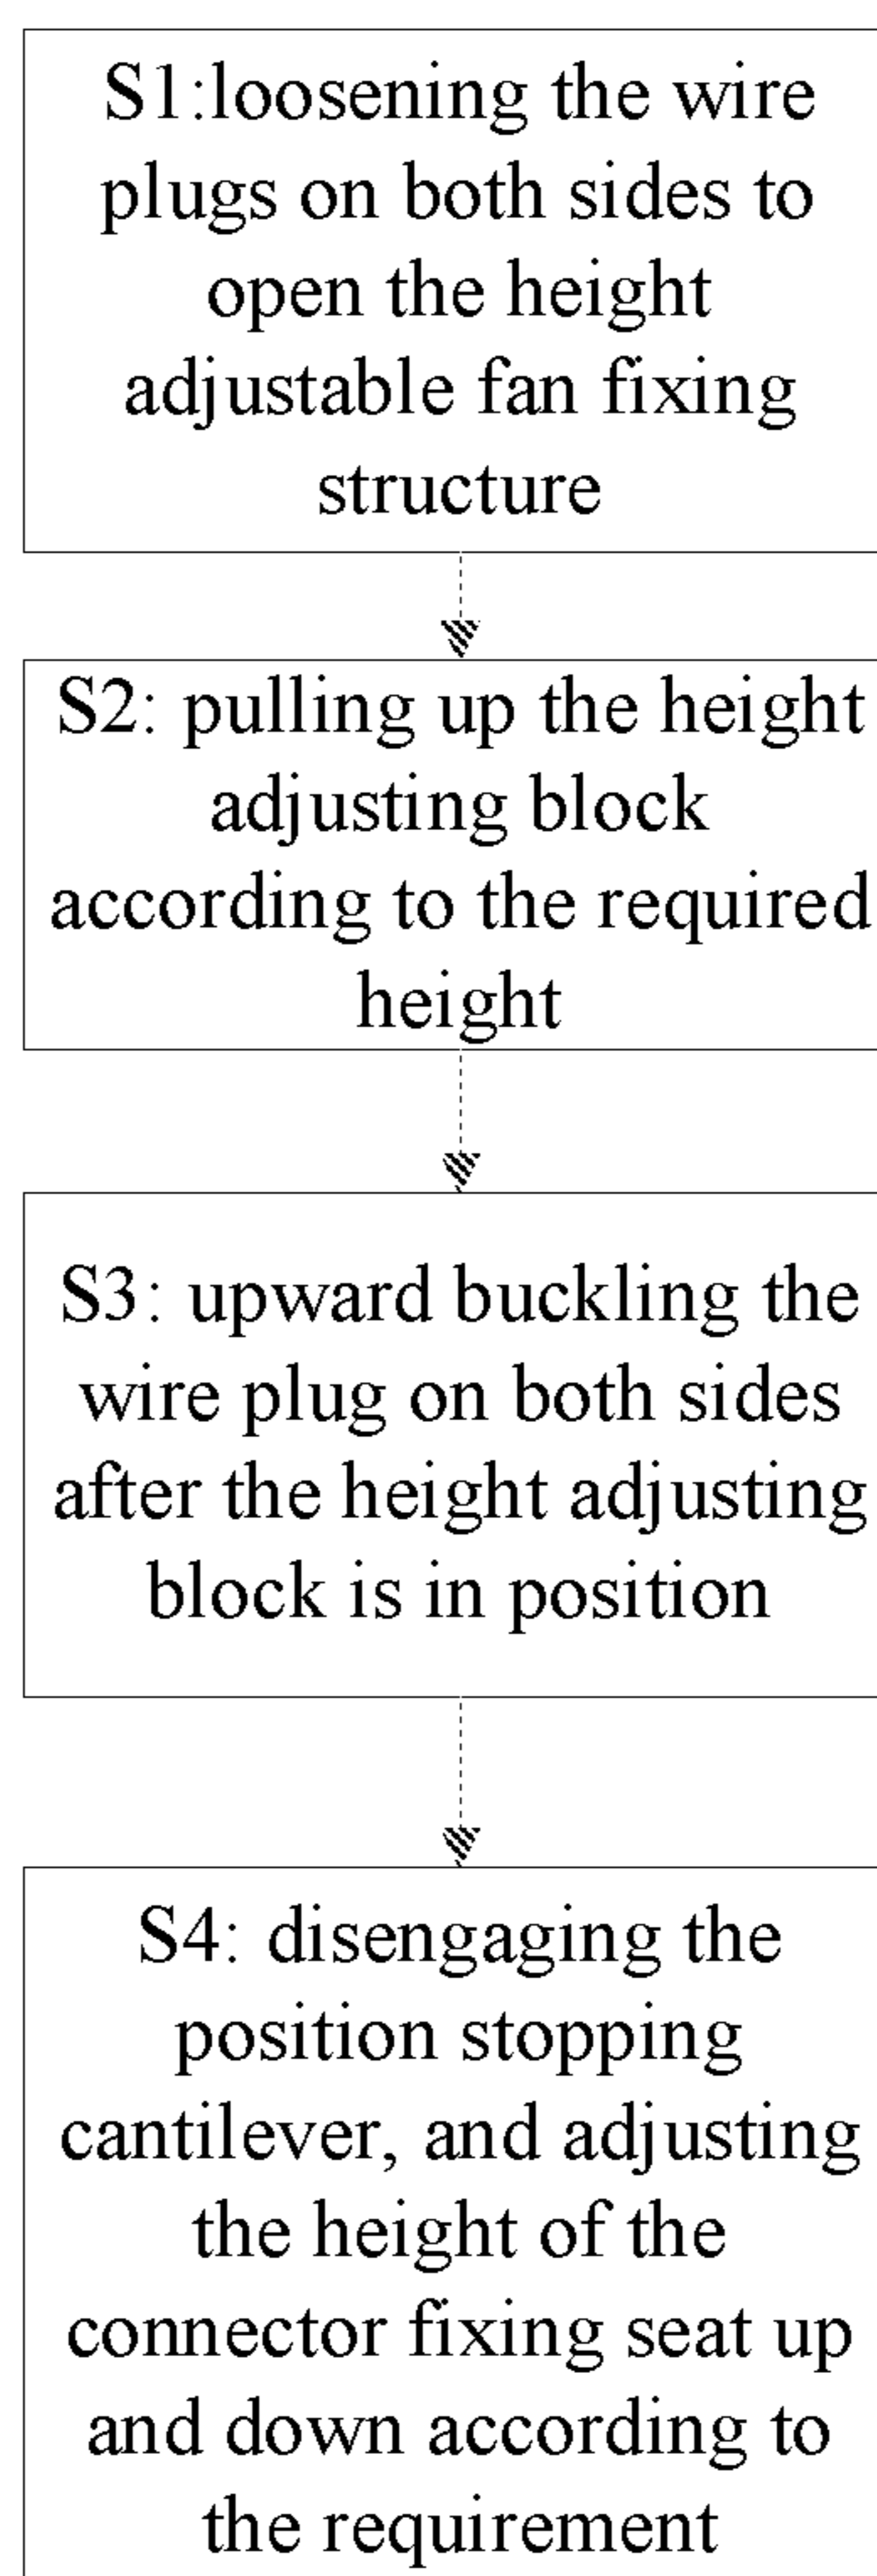 S1:loosening the wire
plugs on both sides to
open the height
adjustable fan fixing
structure
S2: pulling up the height
adjusting block
according to the required
height
S3: upward buckling the
wire plug on both sides
after the height adjusting
block is in position
S4: disengaging the
position stopping
cantilever, and adjusting
the height of the
connector fixing seat up
and down according to
the requirement